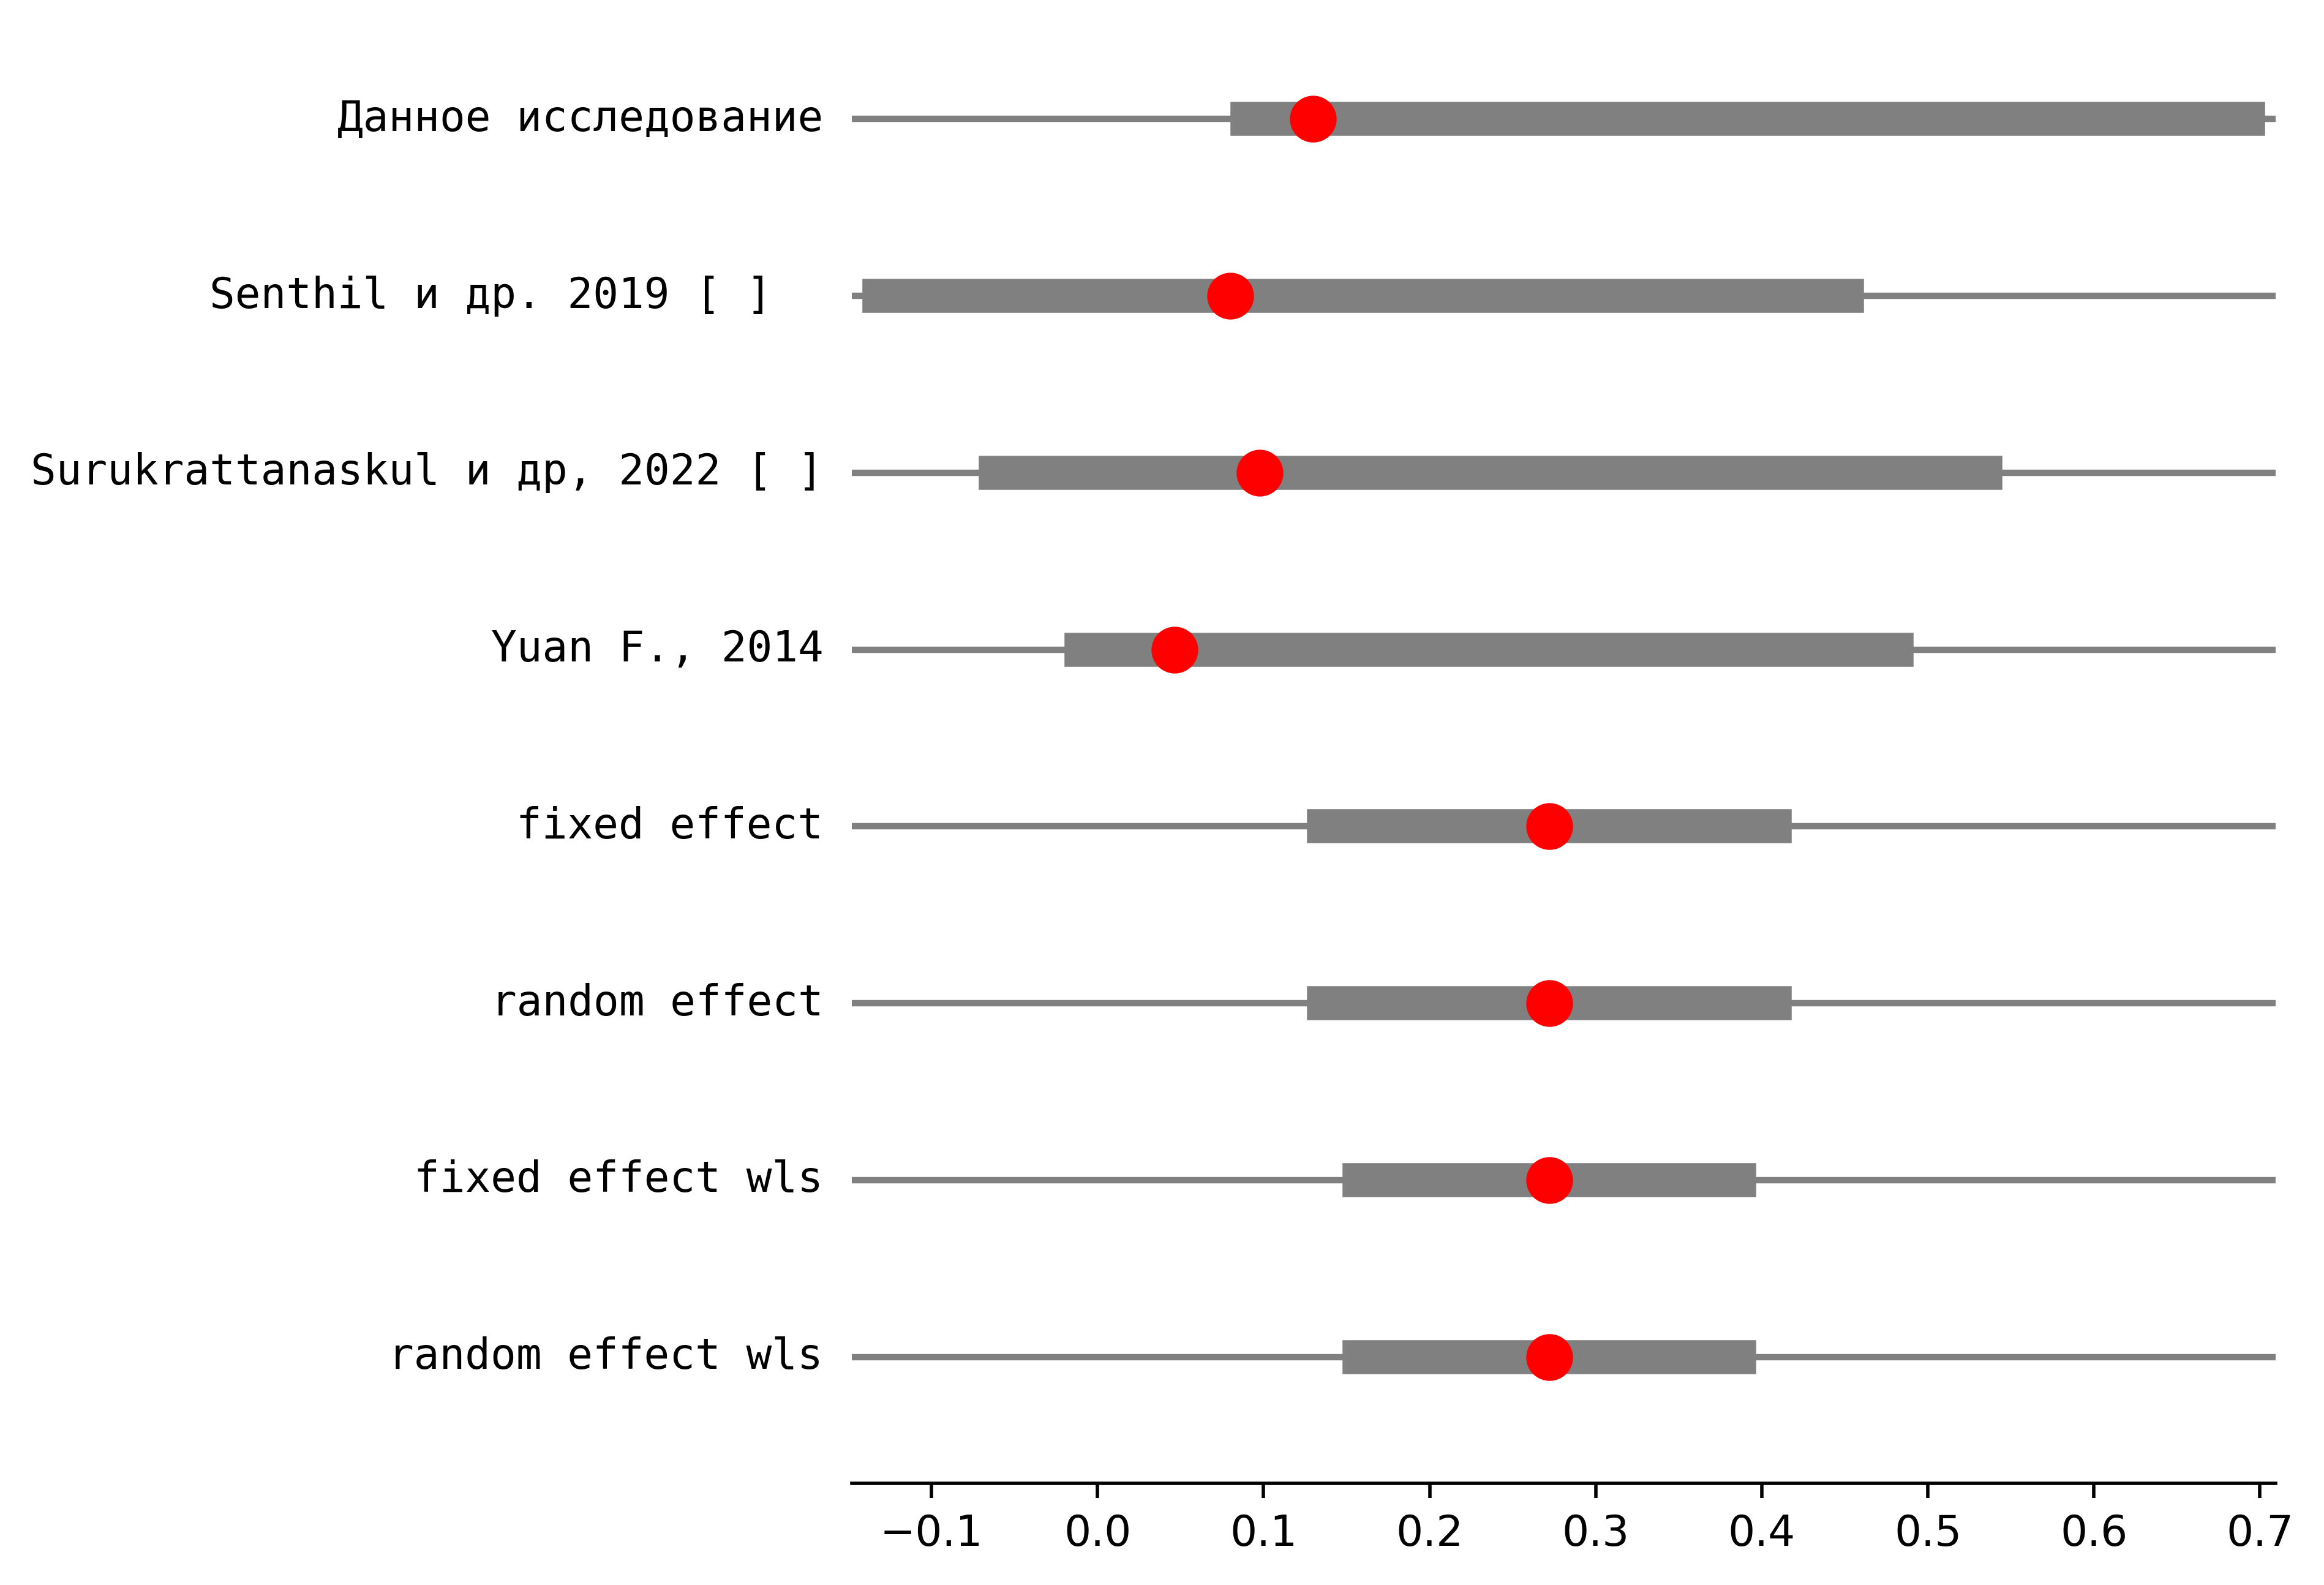 Данное исследование
Senthil и др. 2019 [ ]
Surukrattanaskul и др, 2022 [ ]
Yuan F., 2014
fixed effect
random effect
fixed effect wls
random effect wls
−0.1 0.0 0.1 0.2 0.3 0.4 0.5 0.6 0.7